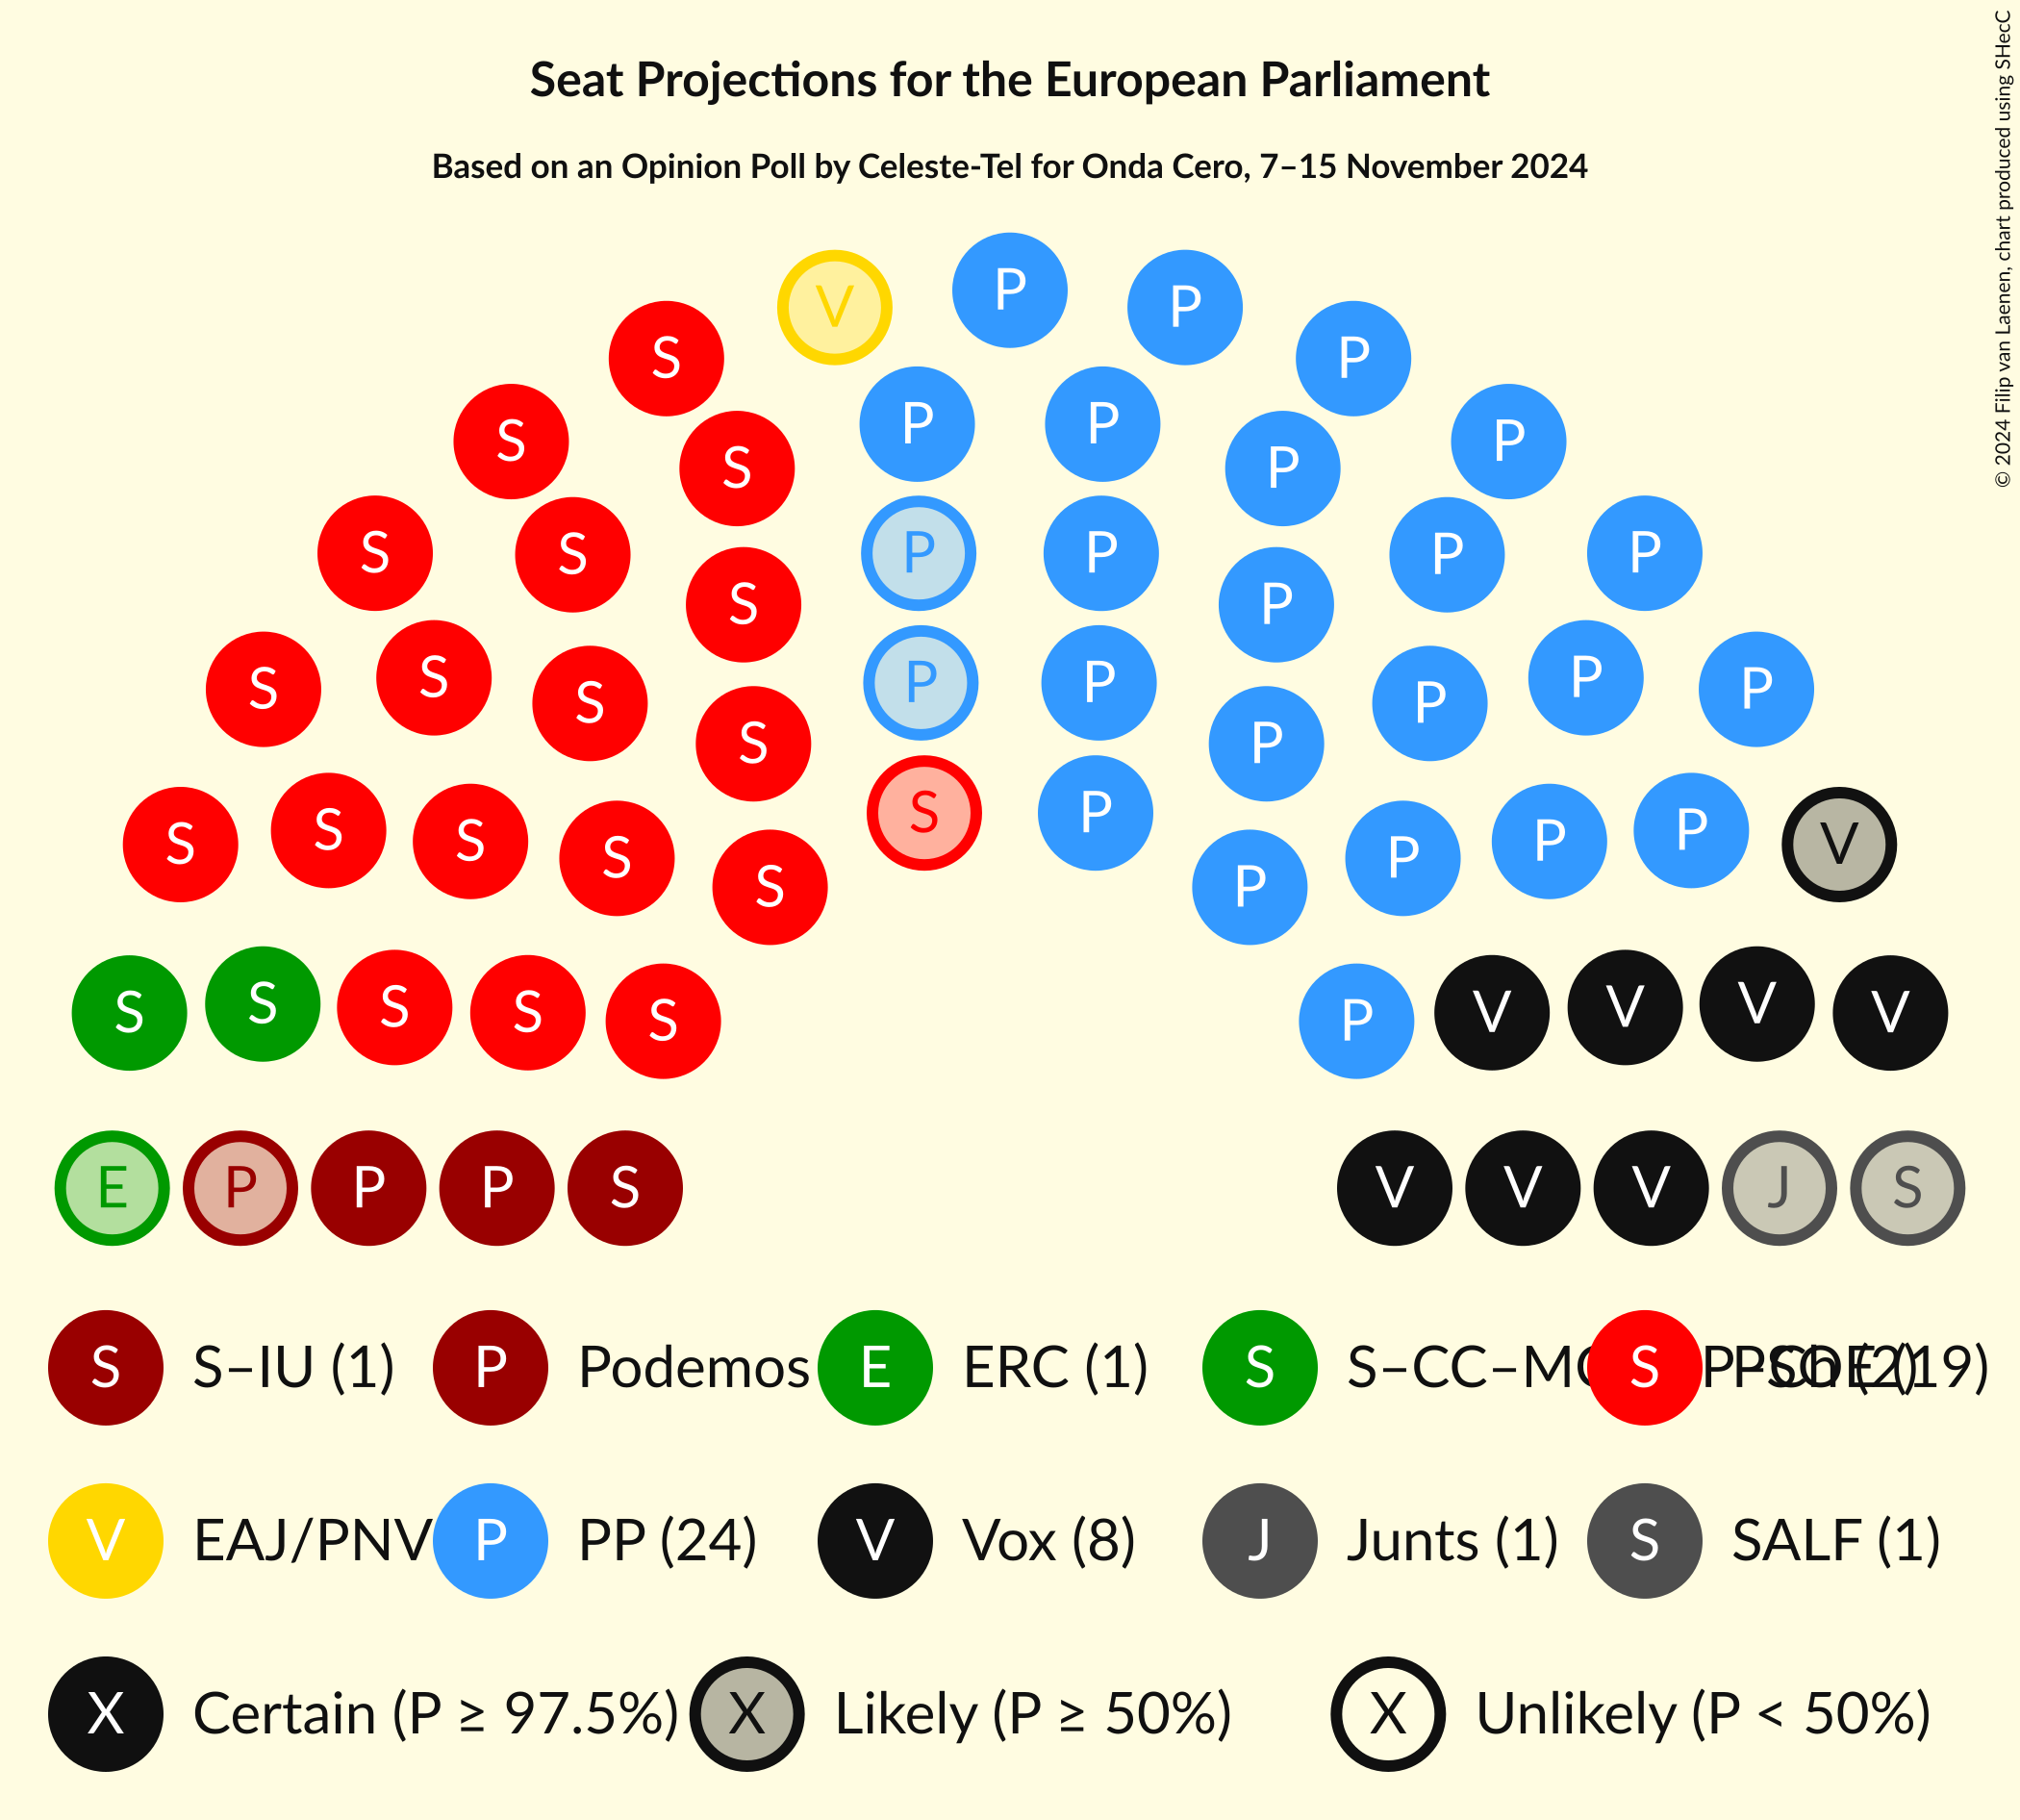 Seat Projections for the European Parliament
Based on an Opinion Poll by Celeste-Tel for Onda Cero, 7–15 November 2024
© 2024 Filip van Laenen, chart produced using SHecC
V P P P
S P P
S S P P P P
S S P P P P
S S P P
S S S P P P P P P
S S P P
S S S S S S P P P P P V
S S S S S P V V V V
E P P P S V V V J S
S S–IU (1) P Podemos E ERC (1) S S–CC–M S PSOE (19)
V EAJ/PNV P PP (24) V Vox (8) J Junts (1) S SALF (1)
X Certain (P ≥ 97.5%) X Likely (P ≥ 50%) X Unlikely (P < 50%)